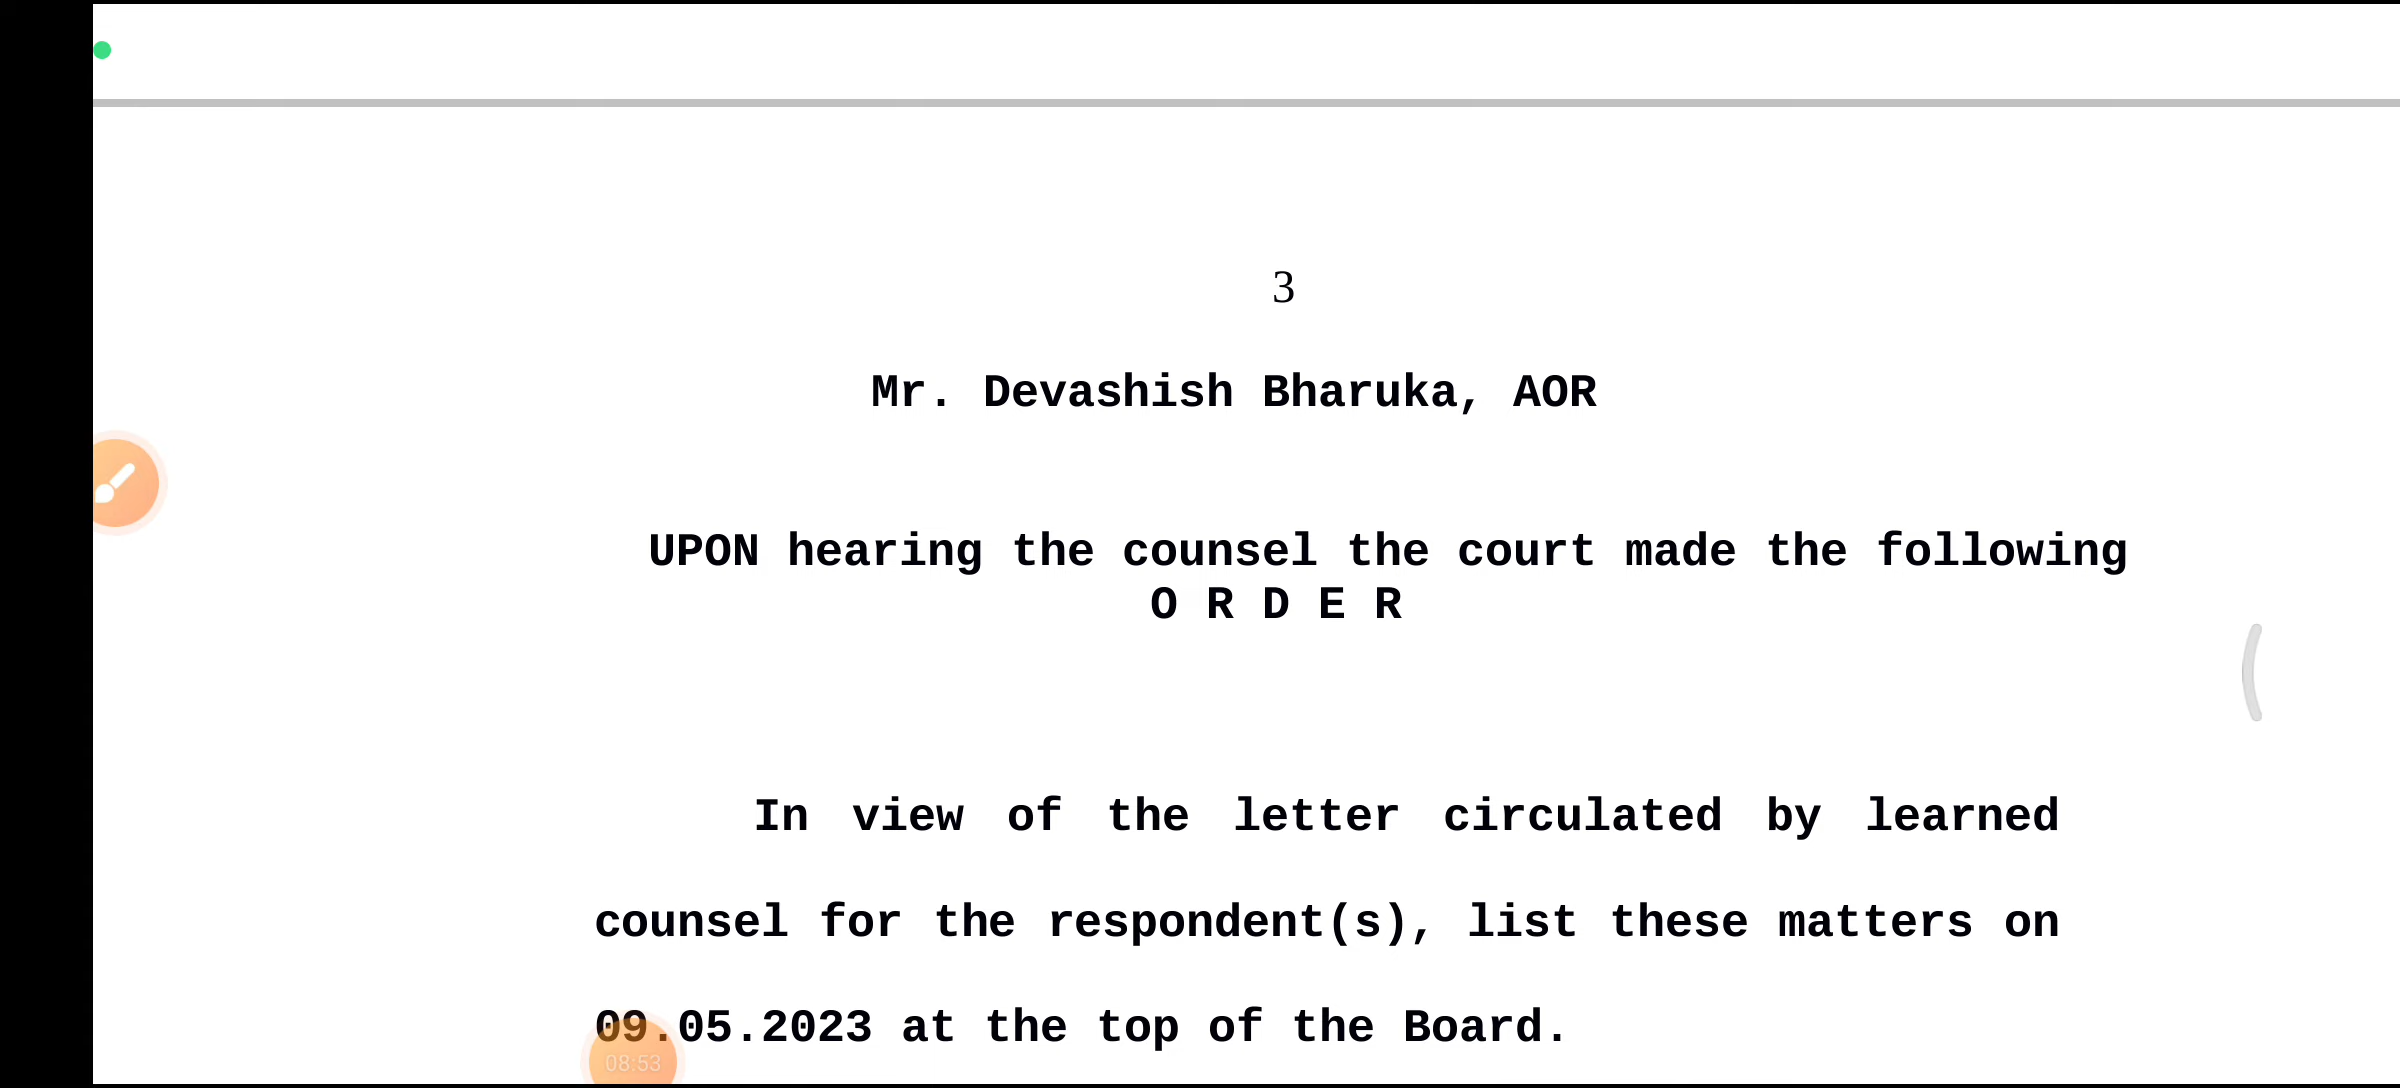 3
Mr. Devashish Bharuka, AOR
UPON hearing the counsel the court made the following
O R D E R
In view of the letter circulated by learned
counsel for the respondent(s), list these matters on
09.05.2023 at the top of the Board.
08:53